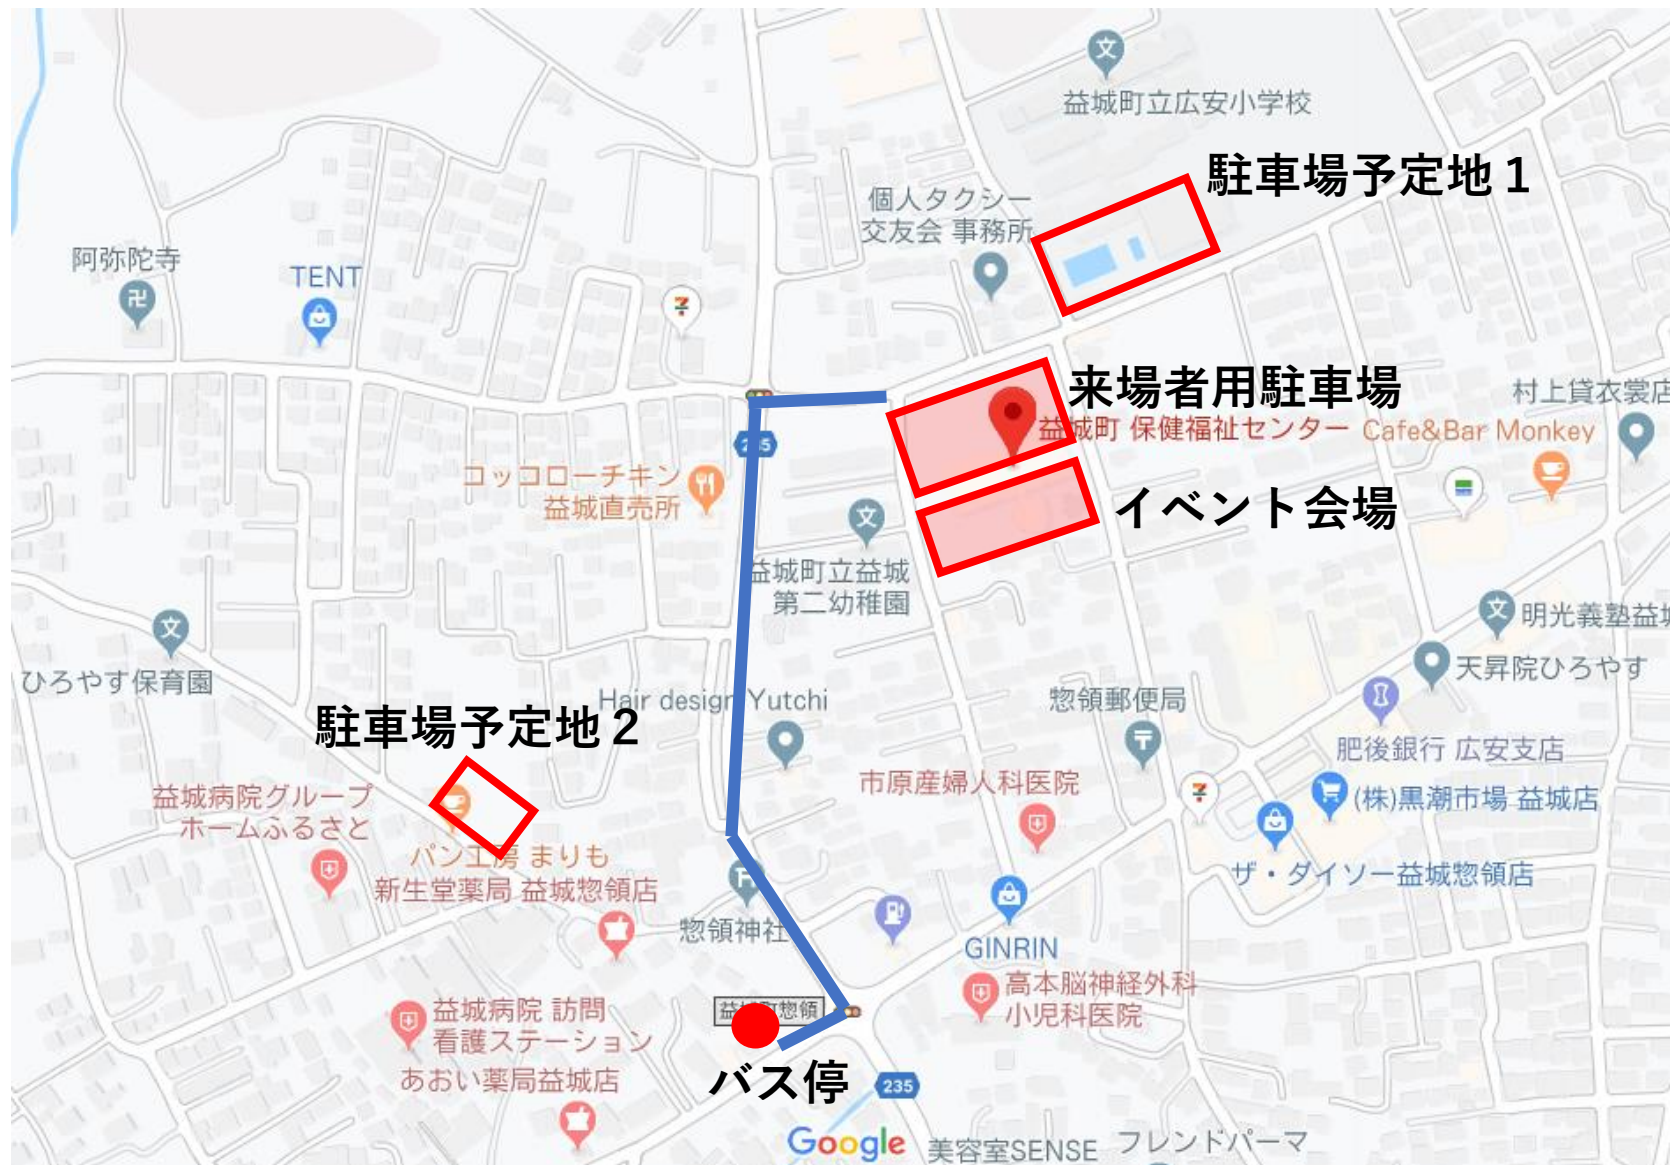 益城町立広安小学校
駐車場予定地１
個人タクシー
交友会 事務所
阿弥陀寺
TENT
来場者用駐車場
村上貸衣裳店
益城町 保健福祉センター
Cafe&Bar Monkey
コッコローチキン
益城直売所
イベント会場
益城町立益城
第二幼稚園
明光義塾益城
ひろやす保育園
天昇院ひろやす
Hair design Yutchi
惣領郵便局
駐車場予定地２
肥後銀行 広安支店
益城病院グループ
ホームふるさと
市原産婦人科医院
(株)黒潮市場 益城店
パン工房 まりも
新生堂薬局 益城惣領店
ザ・ダイソー益城惣領店
惣領神社
GINRIN
高本脳神経外科
小児科医院
益城病院 訪問
看護ステーション
あおい薬局益城店
バス停
235
Google
美容室SENSE
フレンドパーマ